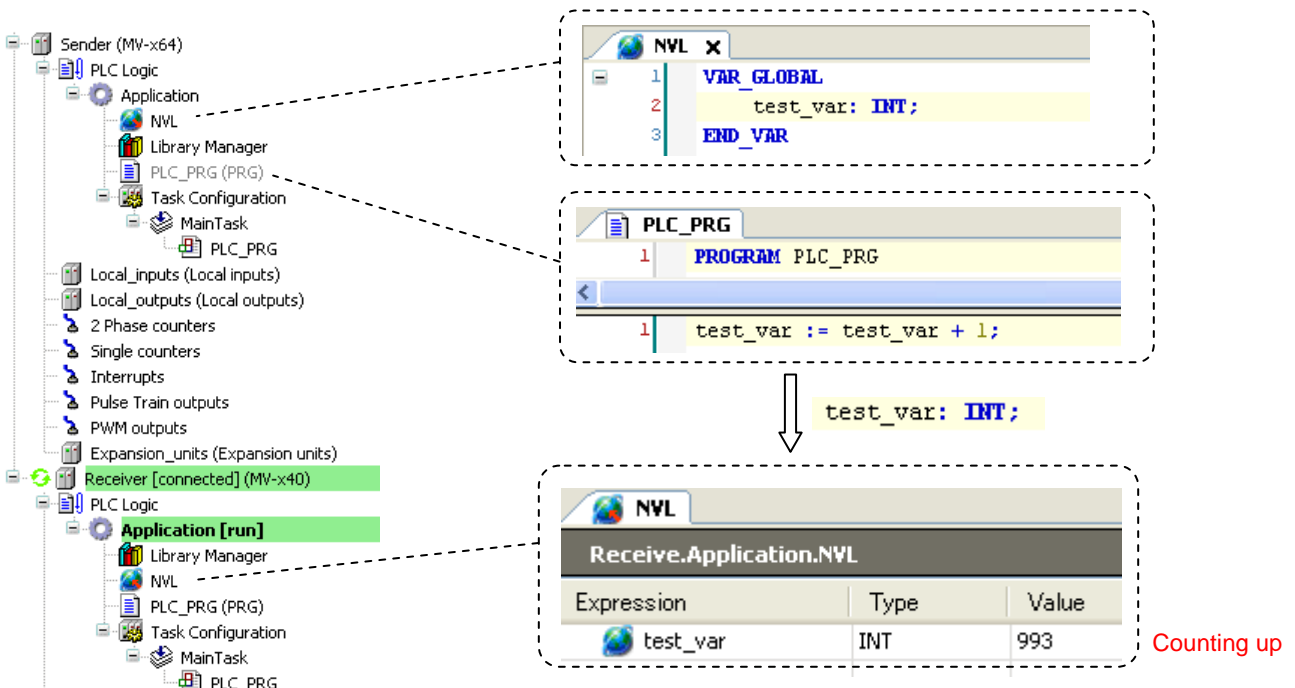 Sender (MV-x64)
PLC Logic
Application
NVL
Library Manager
PLC_PRG (PRG)
Task Configuration
MainTask
PLC_PRG
Local_inputs (Local inputs)
Local_outputs (Local outputs)
2 Phase counters
Single counters
Interrupts
Pulse Train outputs
PWM outputs
Expansion_units (Expansion units)
Receiver [connected] (MV-x40)
PLC Logic
Application [run]
Library Manager
NVL
PLC_PRG (PRG)
Task Configuration
MainTask
PLC_PRG
NVL x
1 VAR_GLOBAL
2 test_var: INT;
3 END_VAR
PLC_PRG
1 PROGRAM PLC_PRG
1 test_var := test_var + 1;
test_var: INT;
NVL
Receive.Application.NVL
Expression Type Value
test_var INT 993
Counting up